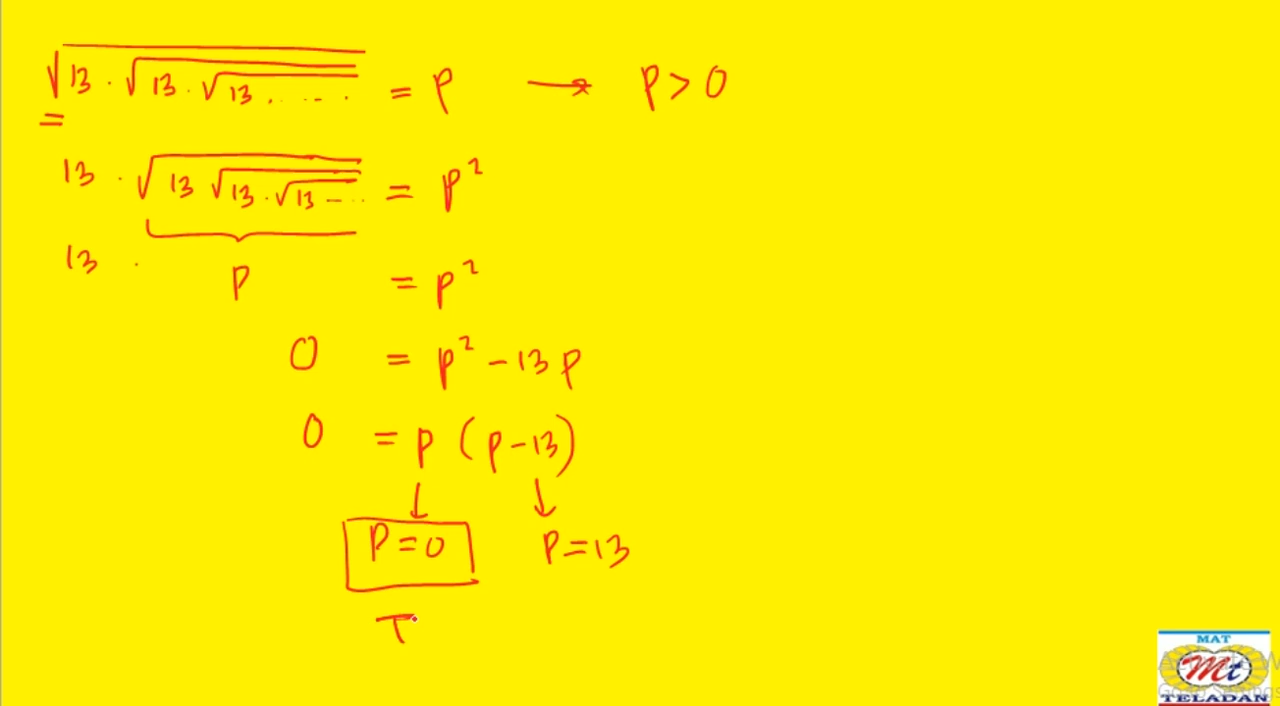 √13 · √13 · √13 . ..... = p → p > 0
=
13 · √13 √13 · √13 ..... = p²
13 · p = p²
0 = p² - 13p
0 = p (p - 13)
↓ ↓
P = 0 P = 13
T
MAT
Mt
TELADAN